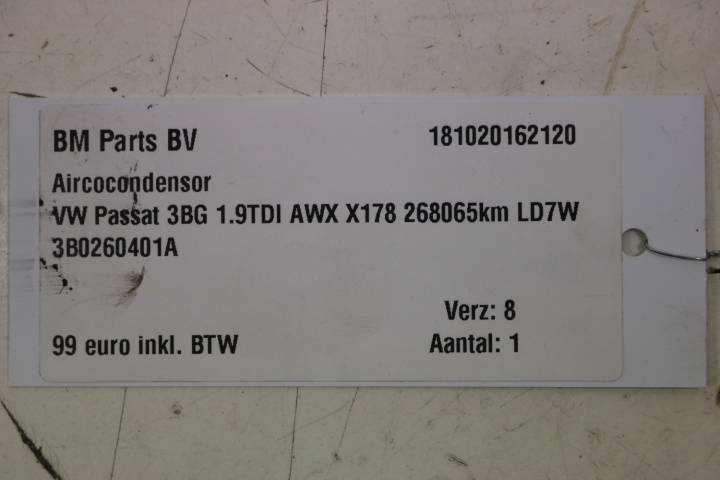 BM Parts BV 181020162120
Aircocondensor
VW Passat 3BG 1.9TDI AWX X178 268065km LD7W
3B0260401A
Verz: 8
99 euro inkl. BTW Aantal: 1